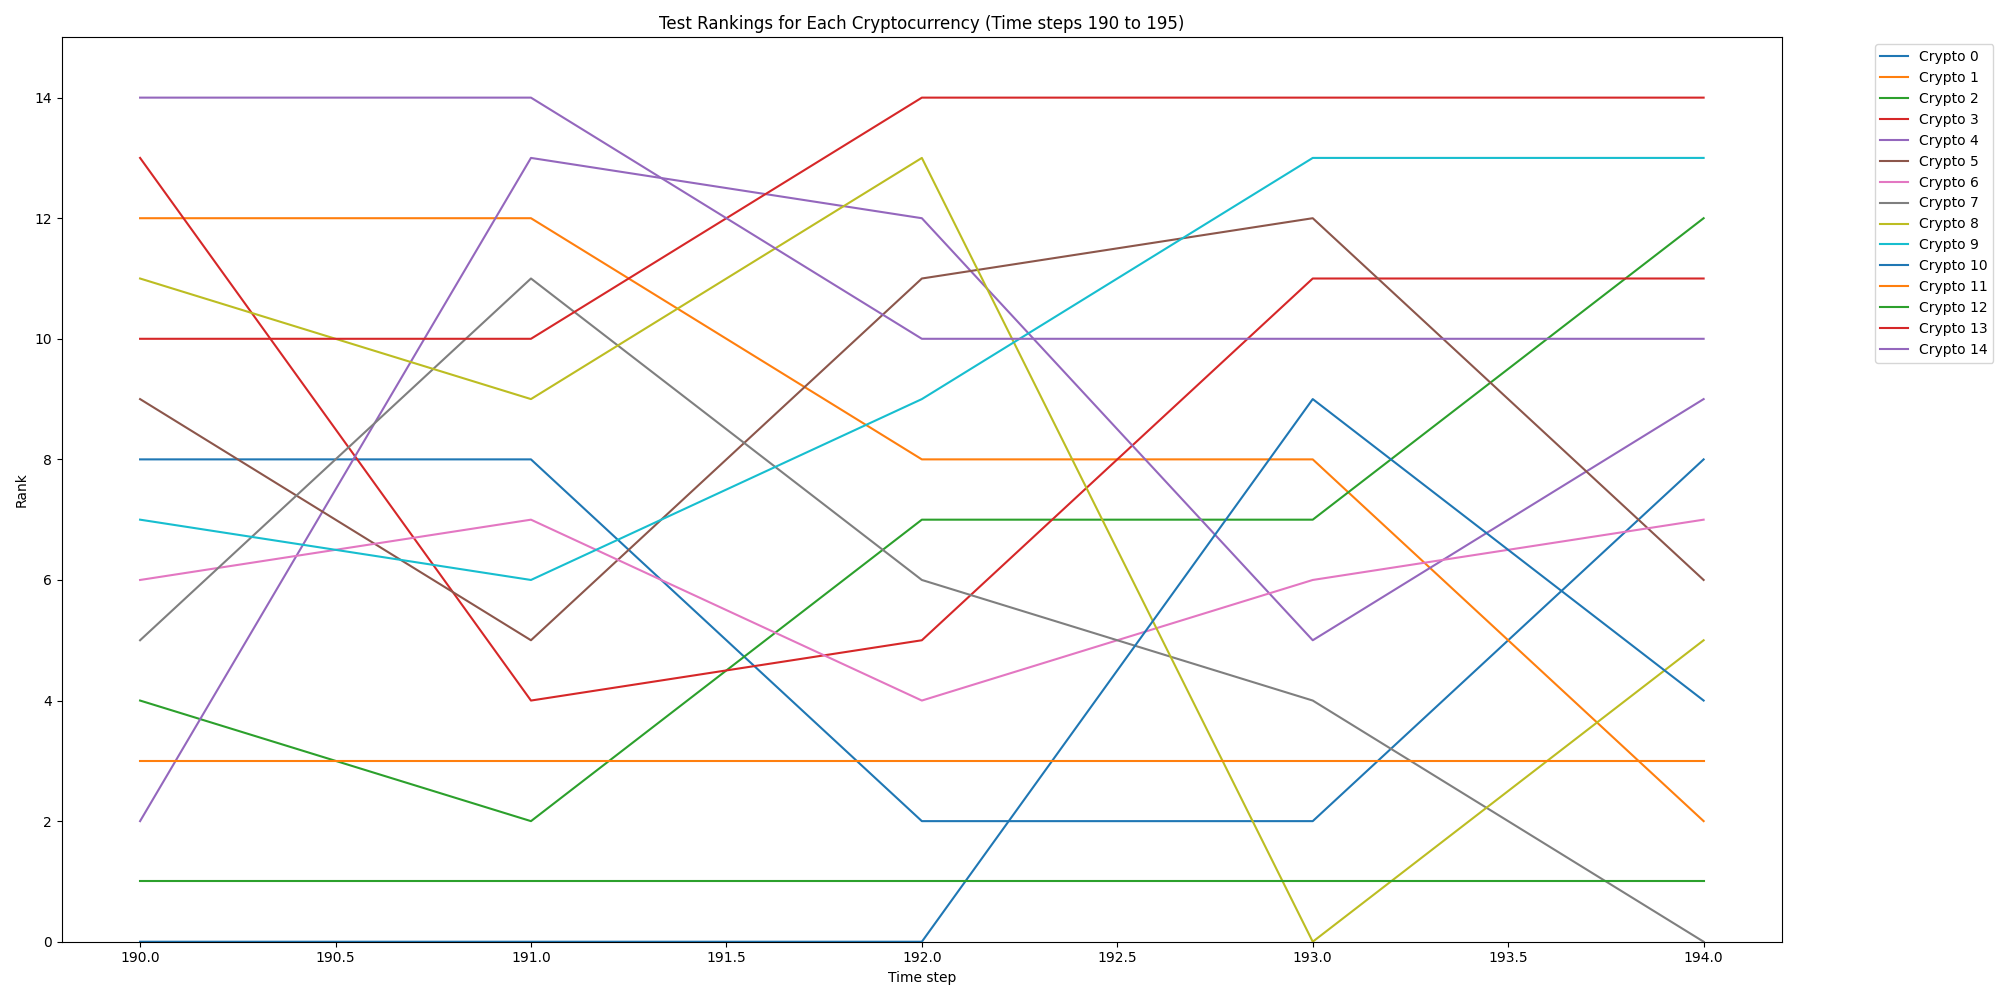 Test Rankings for Each Cryptocurrency (Time steps 190 to 195)
Crypto 0
Crypto 1
Crypto 2
Crypto 3
Crypto 4
Crypto 5
Crypto 6
Crypto 7
Crypto 8
Crypto 9
Crypto 10
Crypto 11
Crypto 12
Crypto 13
Crypto 14
Rank
14
12
10
8
6
4
2
0
190.0 190.5 191.0 191.5 192.0 192.5 193.0 193.5 194.0
Time step